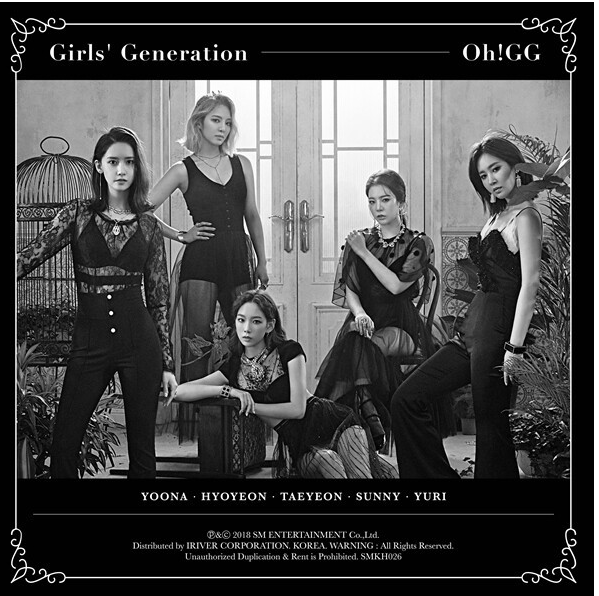 Girls' Generation Oh!GG
YOONA · HYOYEON · TAEYEON · SUNNY · YURI
Ⓟ&© 2018 SM ENTERTAINMENT Co.,Ltd.
Distributed by IRIVER CORPORATION. KOREA. WARNING : All Rights Reserved.
Unauthorized Duplication & Rent is Prohibited. SMKH026